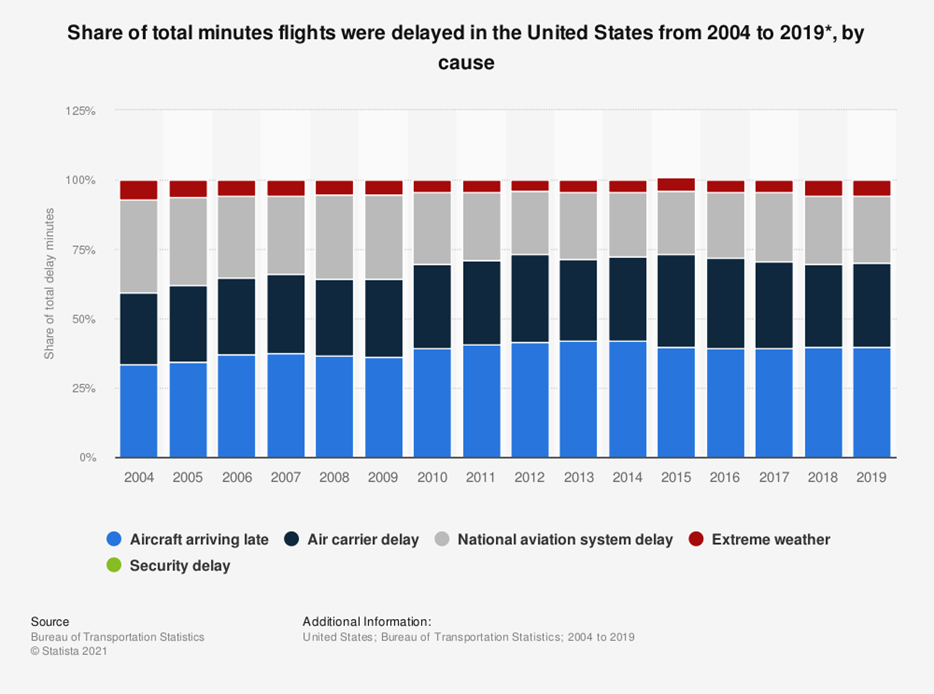 Share of total minutes flights were delayed in the United States from 2004 to 2019*, by
cause
125%
100%
75%
50%
25%
0%
Share of total delay minutes
2004 2005 2006 2007 2008 2009 2010 2011 2012 2013 2014 2015 2016 2017 2018 2019
Aircraft arriving late Air carrier delay National aviation system delay Extreme weather
Security delay
Source
Bureau of Transportation Statistics
© Statista 2021
Additional Information:
United States; Bureau of Transportation Statistics; 2004 to 2019